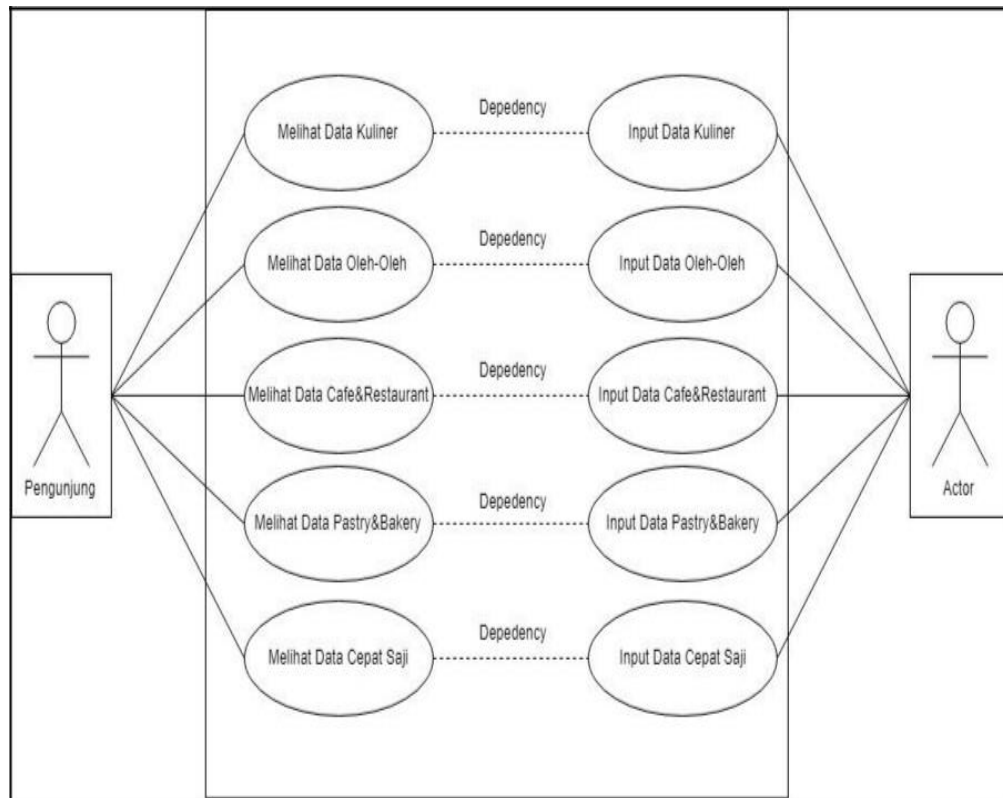 Depedency
Melihat Data Kuliner
Input Data Kuliner
Depedency
Melihat Data Oleh-Oleh
Input Data Oleh-Oleh
Depedency
Melihat Data Cafe&Restaurant
Input Data Cafe&Restaurant
Pengunjung
Actor
Depedency
Melihat Data Pastry&Bakery
Input Data Pastry&Bakery
Depedency
Melihat Data Cepat Saji
Input Data Cepat Saji